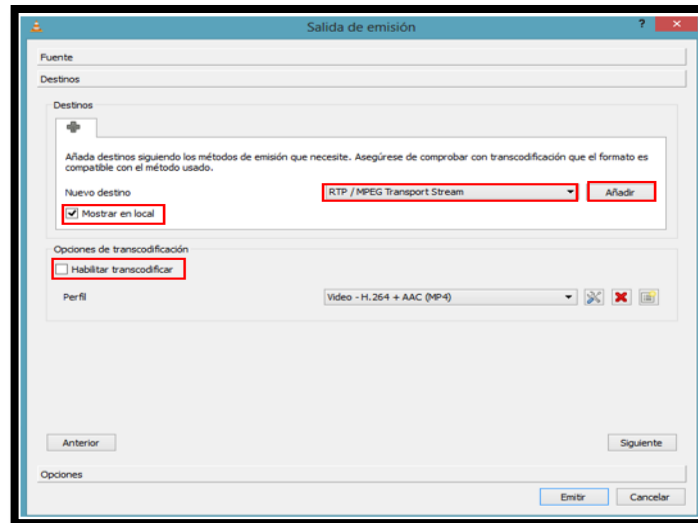 Salida de emisión
?
Fuente
Destinos
Destinos
Añada destinos siguiendo los métodos de emisión que necesite. Asegúrese de comprobar con transcodificación que el formato es
compatible con el método usado.
Nuevo destino RTP / MPEG Transport Stream Añadir
Mostrar en local
Opciones de transcodificación
Habilitar transcodificar
Perfil Video - H.264 + AAC (MP4)
Anterior Siguiente
Opciones
Emitir Cancelar